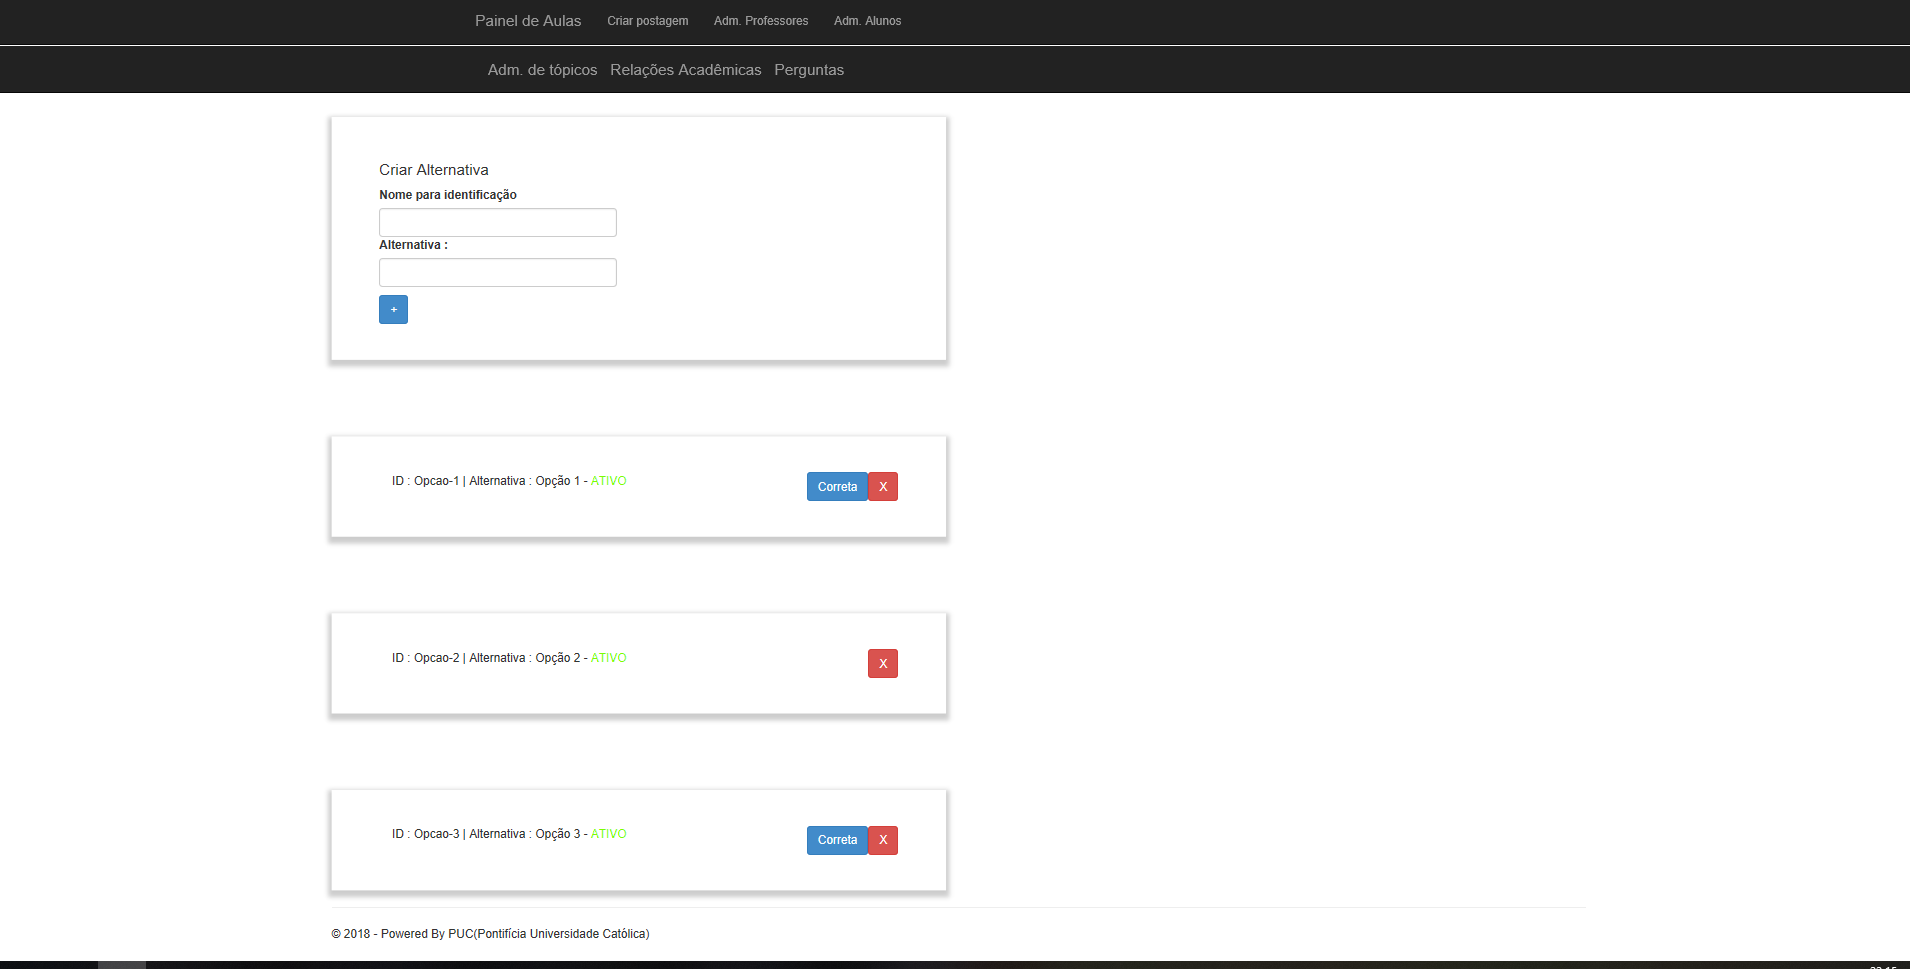 Painel de Aulas Criar postagem Adm. Professores Adm. Alunos
Adm. de tópicos Relações Acadêmicas Perguntas
Criar Alternativa
Nome para identificação
Alternativa :
+
ID : Opcao-1 | Alternativa : Opção 1 - ATIVO Correta X
ID : Opcao-2 | Alternativa : Opção 2 - ATIVO X
ID : Opcao-3 | Alternativa : Opção 3 - ATIVO Correta X
© 2018 - Powered By PUC(Pontifícia Universidade Católica)